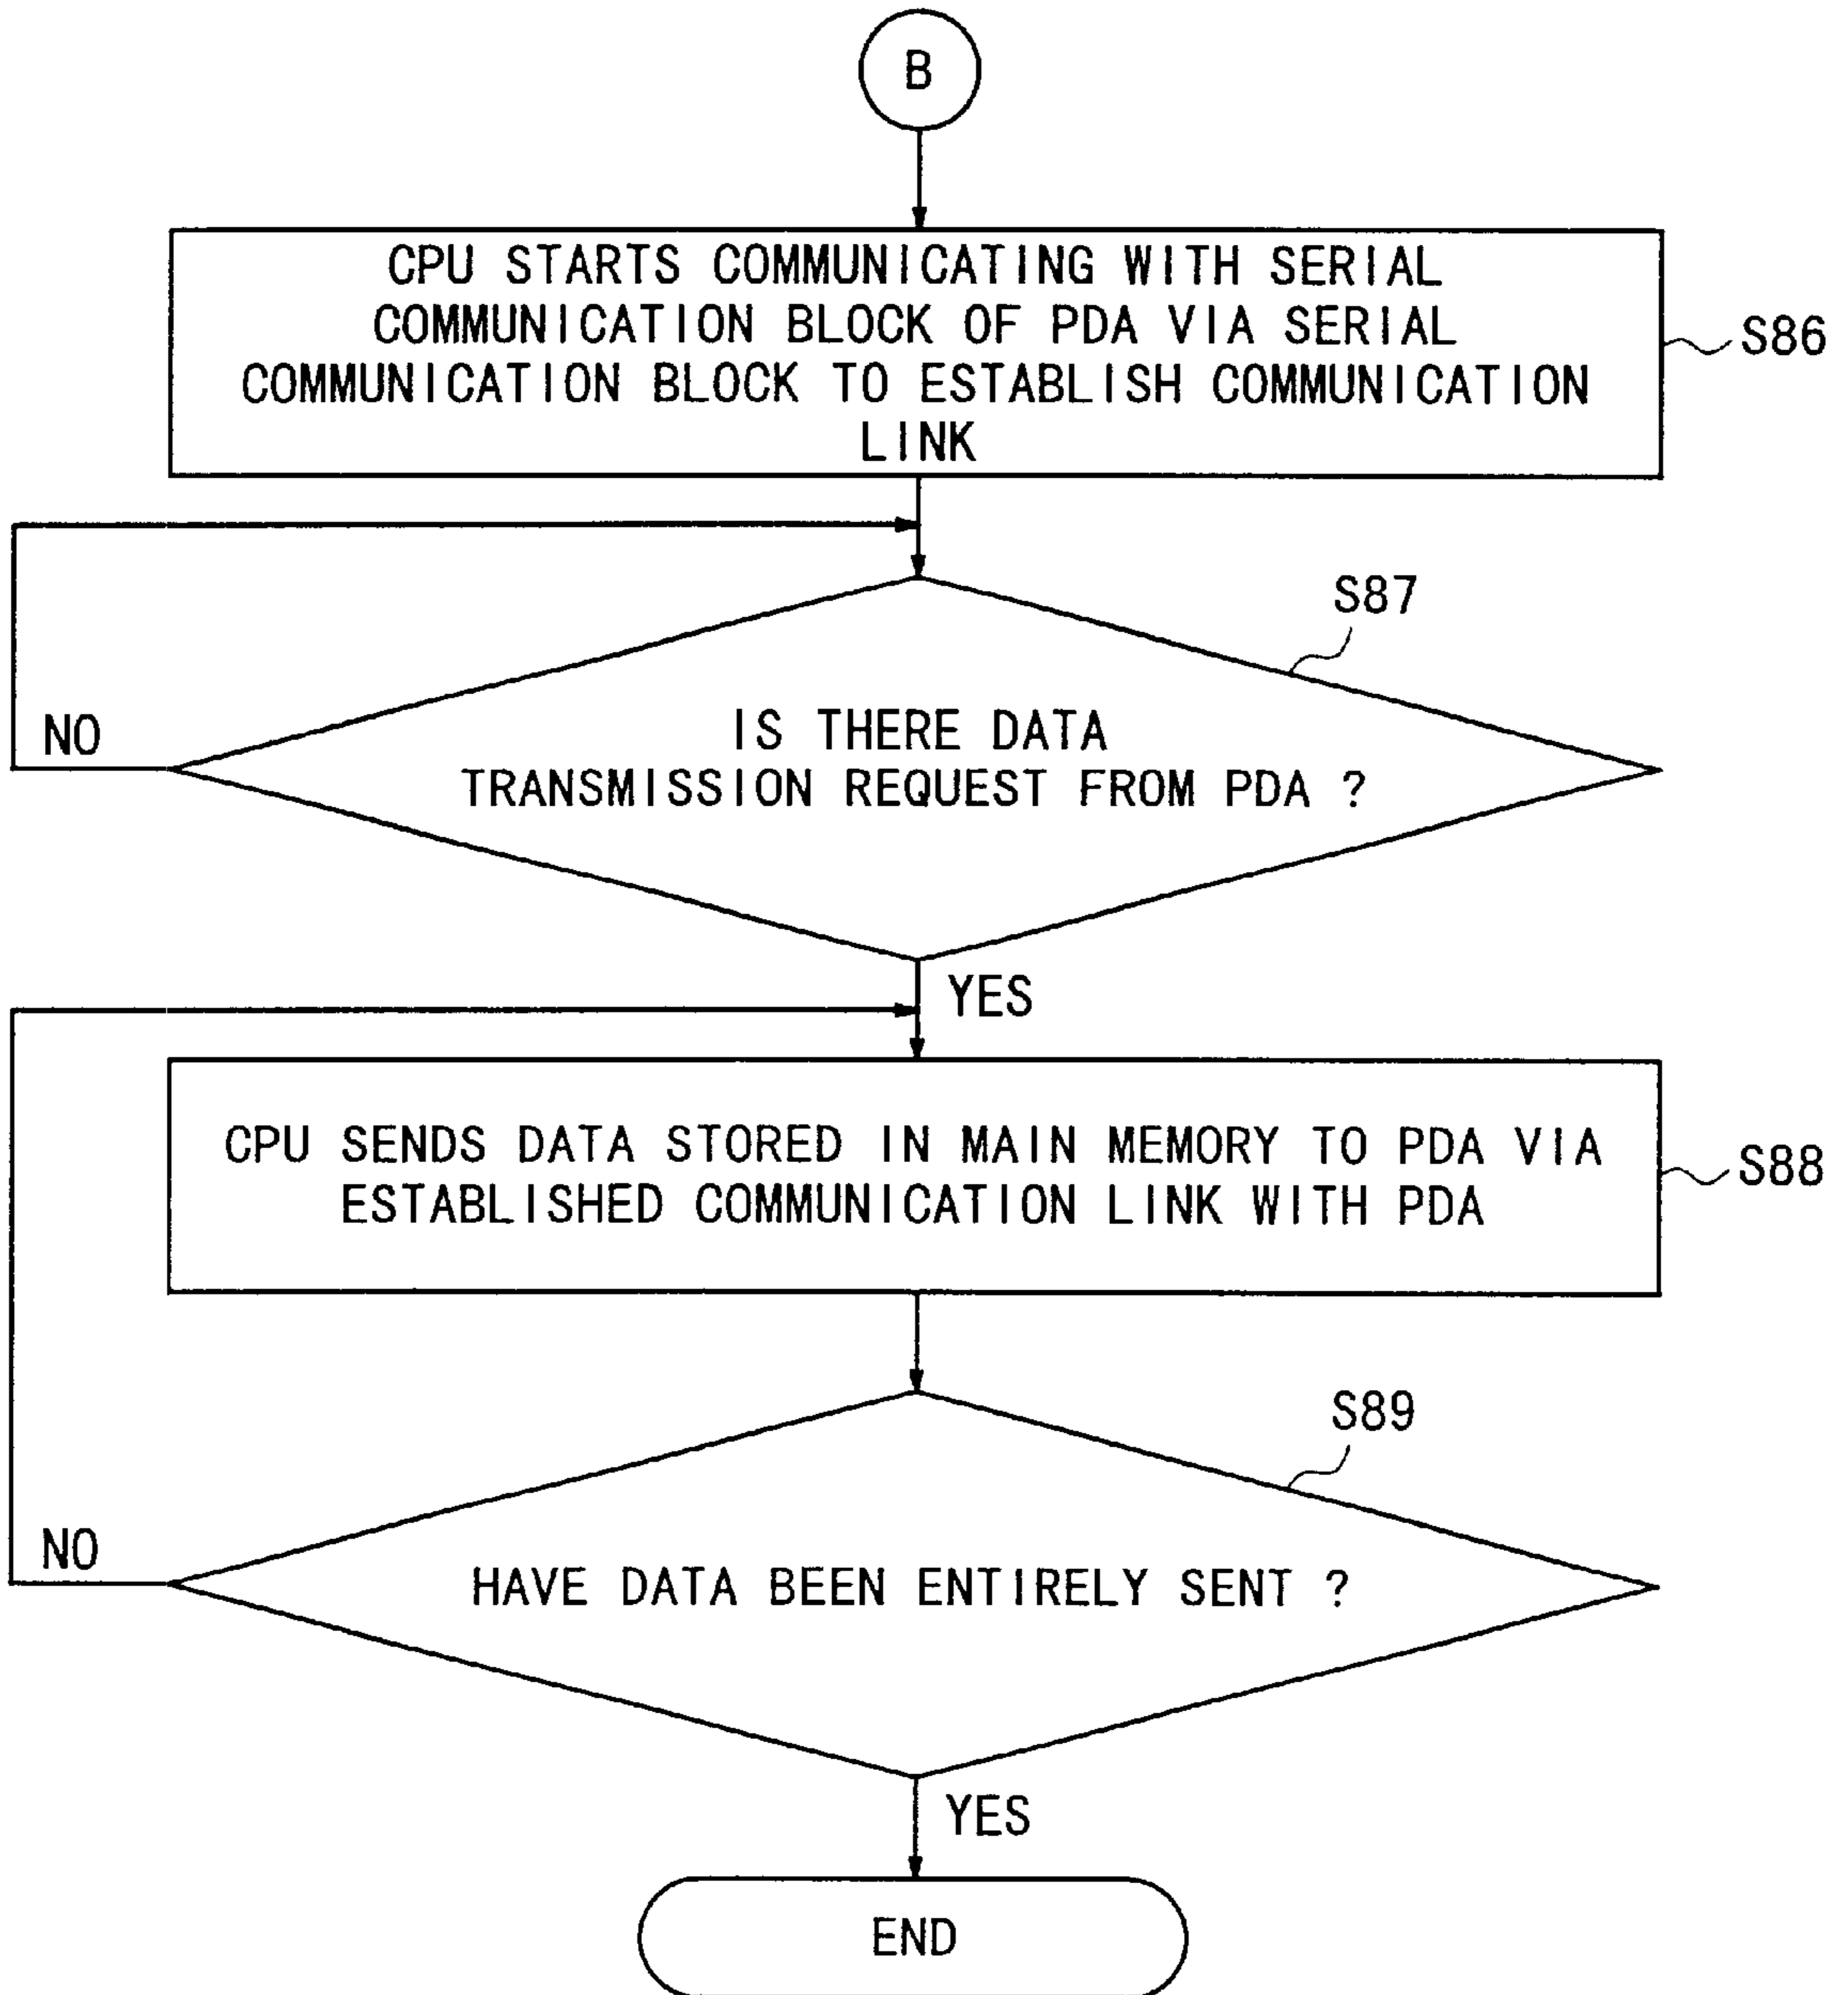 B
CPU STARTS COMMUNICATING WITH SERIAL
COMMUNICATION BLOCK OF PDA VIA SERIAL
COMMUNICATION BLOCK TO ESTABLISH COMMUNICATION
LINK
S86
S87
IS THERE DATA
TRANSMISSION REQUEST FROM PDA ?
NO
YES
CPU SENDS DATA STORED IN MAIN MEMORY TO PDA VIA
ESTABLISHED COMMUNICATION LINK WITH PDA
S88
S89
HAVE DATA BEEN ENTIRELY SENT ?
NO
YES
END